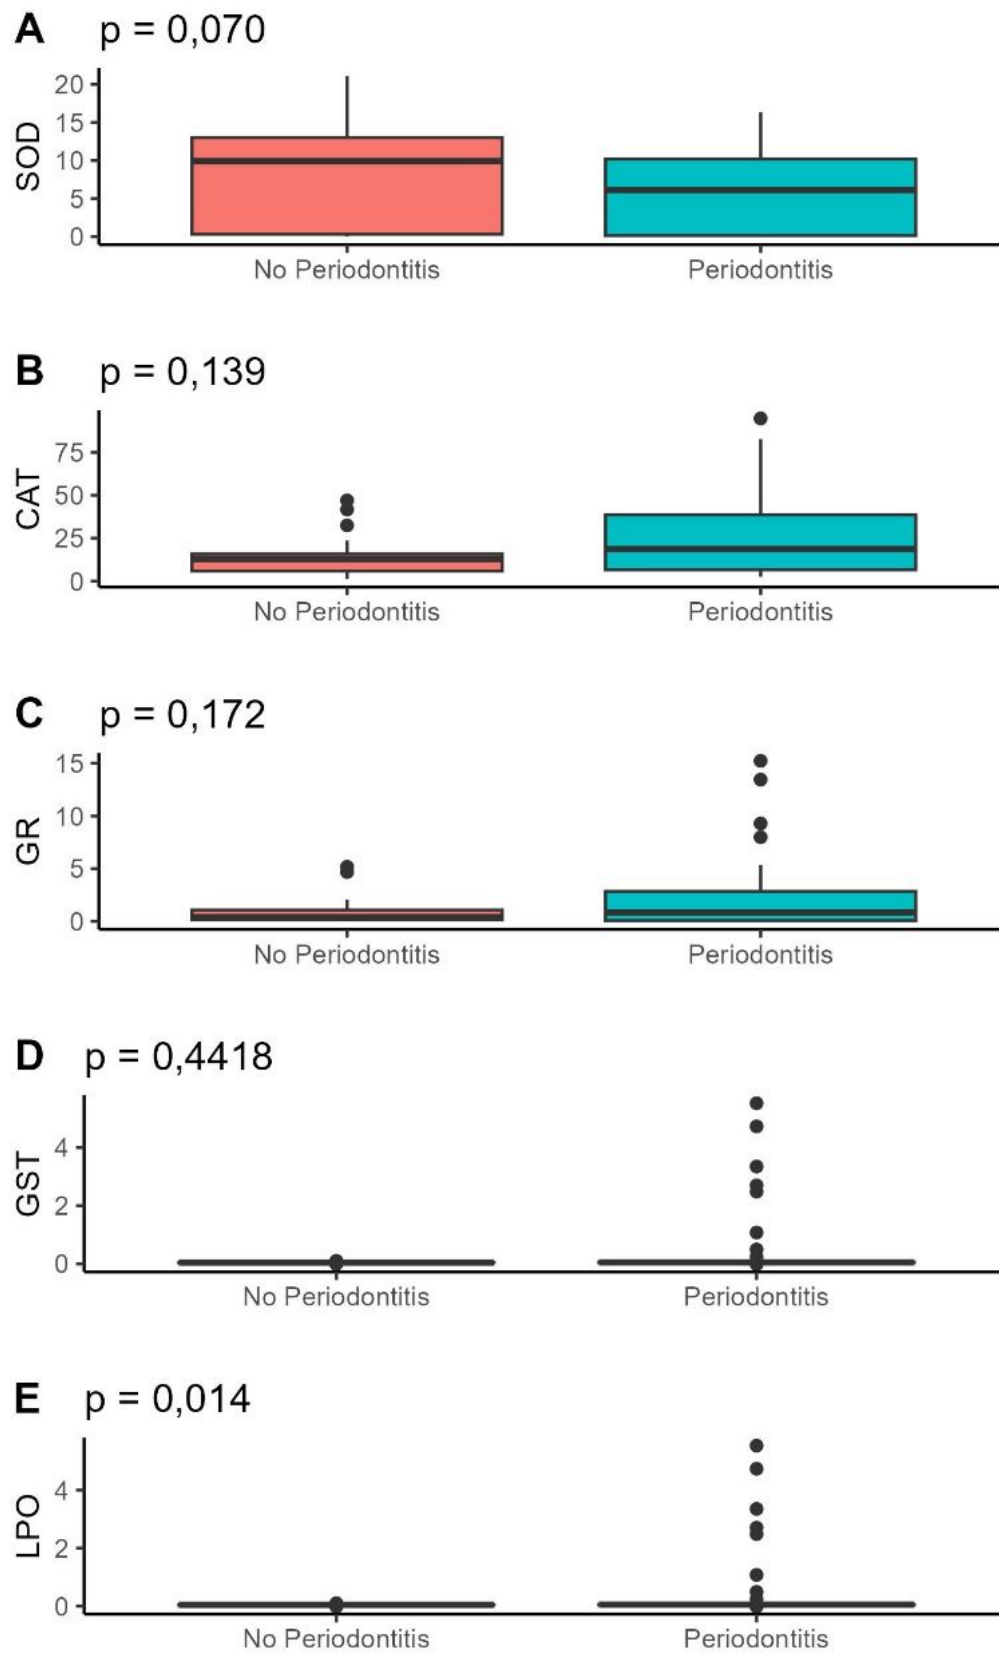 A p = 0,070
20
15
10
5
0
SOD
No Periodontitis Periodontitis
B p = 0,139
75
50
25
0
CAT
No Periodontitis Periodontitis
C p = 0,172
15
10
5
0
GR
No Periodontitis Periodontitis
D p = 0,4418
4
2
0
GST
No Periodontitis Periodontitis
E p = 0,014
4
2
0
LPO
No Periodontitis Periodontitis